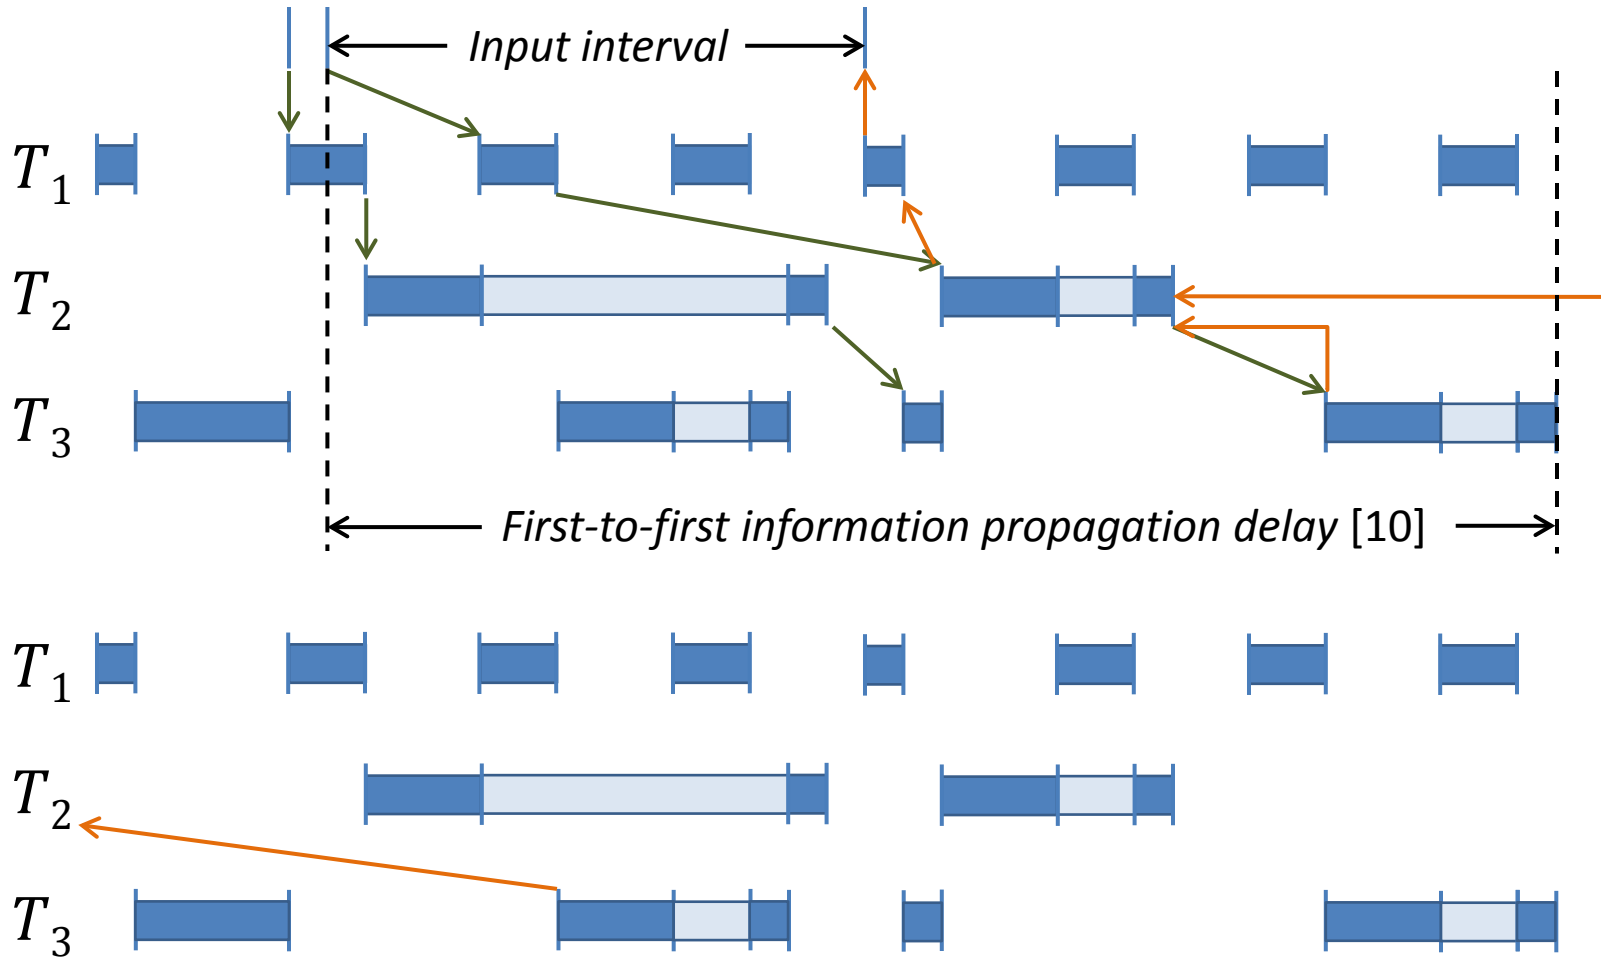 Input interval
T1
T2
T3
First-to-first information propagation delay [10]
T1
T2
T3